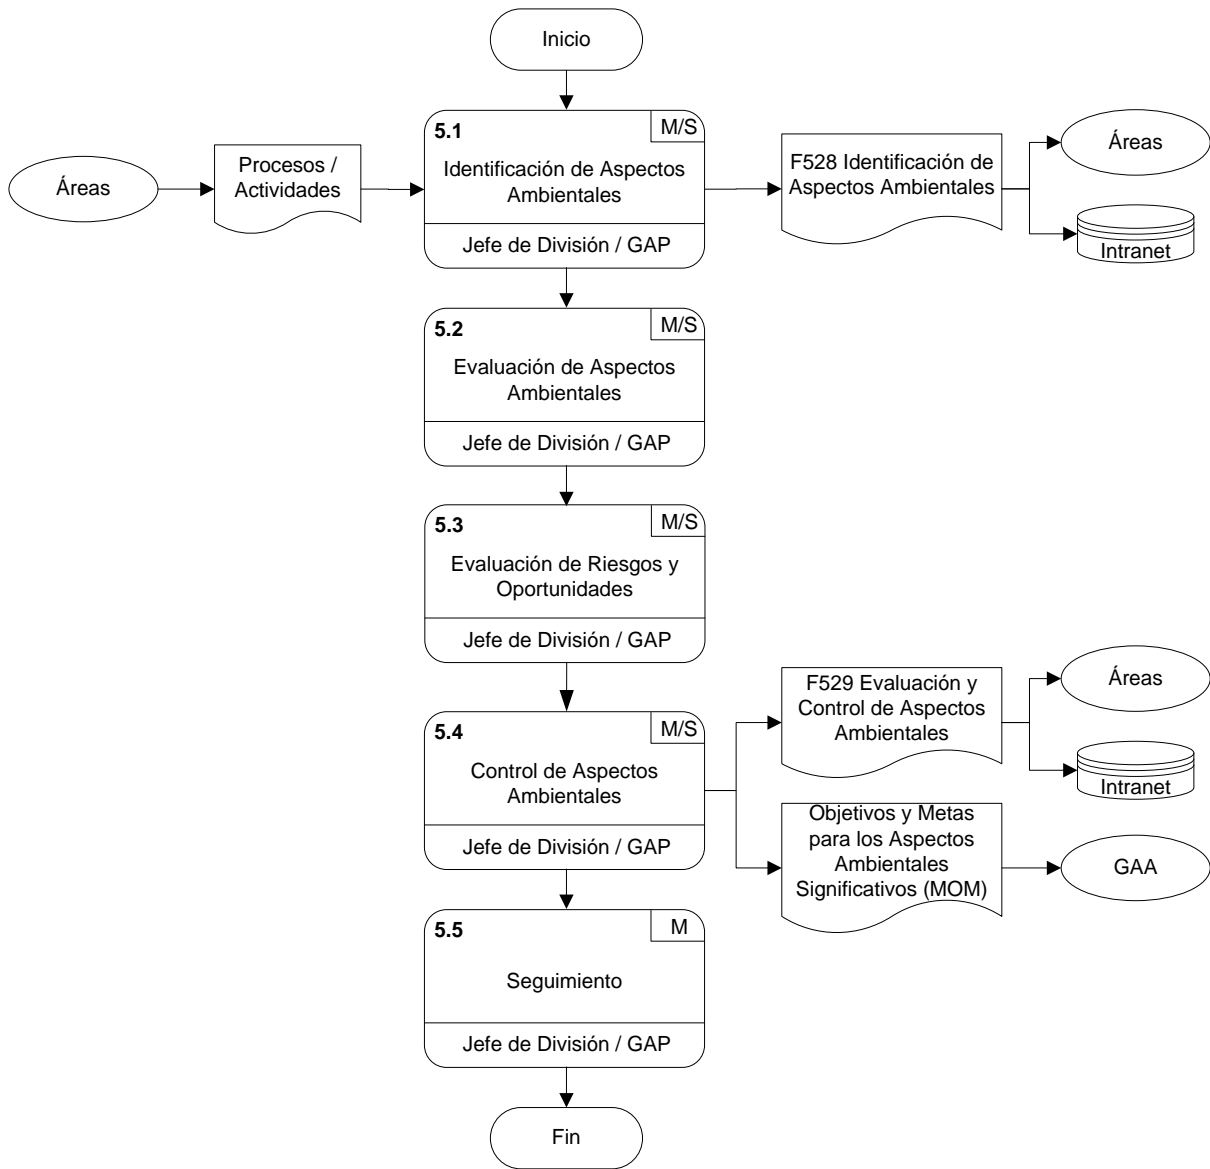 Inicio
5.1
M/S
Identificación de Aspectos
Ambientales
Jefe de División / GAP
Áreas
Procesos /
Actividades
F528 Identificación de
Aspectos Ambientales
Áreas
Intranet
5.2
M/S
Evaluación de Aspectos
Ambientales
Jefe de División / GAP
5.3
M/S
Evaluación de Riesgos y
Oportunidades
Jefe de División / GAP
5.4
M/S
Control de Aspectos
Ambientales
Jefe de División / GAP
F529 Evaluación y
Control de Aspectos
Ambientales
Áreas
Intranet
Objetivos y Metas
para los Aspectos
Ambientales
Significativos (MOM)
GAA
5.5
M
Seguimiento
Jefe de División / GAP
Fin